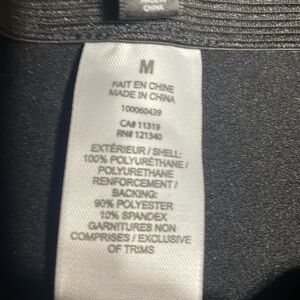 CHINA
M
FAIT EN CHINE
MADE IN CHINA
100060439
CA# 11319
RN# 121340
EXTÉRIEUR / SHELL:
100% POLYURÉTHANE /
POLYURETHANE
RENFORCEMENT /
BACKING:
90% POLYESTER
10% SPANDEX
GARNITURES NON
COMPRISES / EXCLUSIVE
OF TRIMS